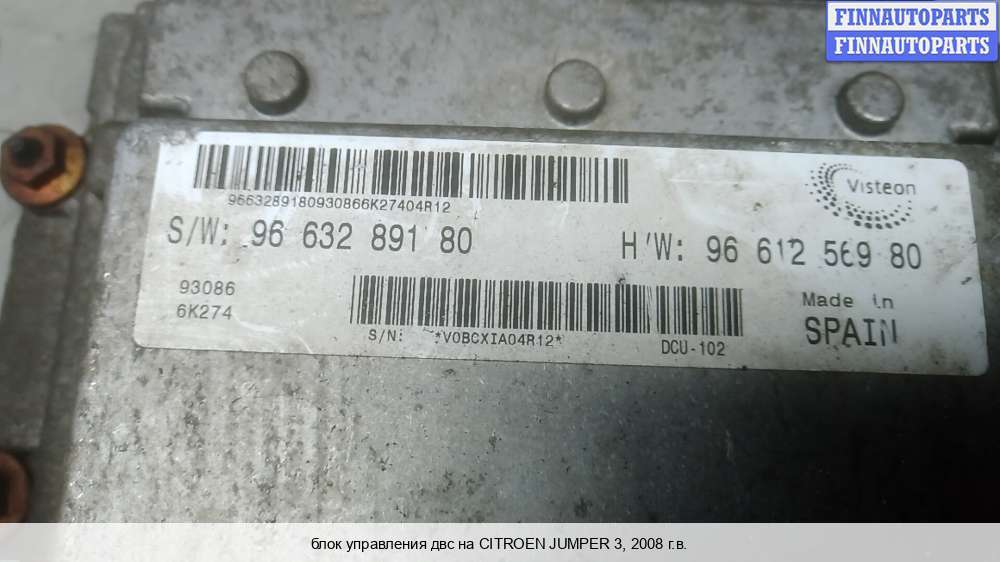 FINNAUTOPARTS
FINNAUTOPARTS
Visteon
9663289180930866K27404R12
S/W: 96 632 891 80
H/W: 96 612 569 80
93086
6K274
Made in
SPAIN
S/N: *V0BCXIA04R12*
DCU-102
блок управления двс на CITROEN JUMPER 3, 2008 г.в.